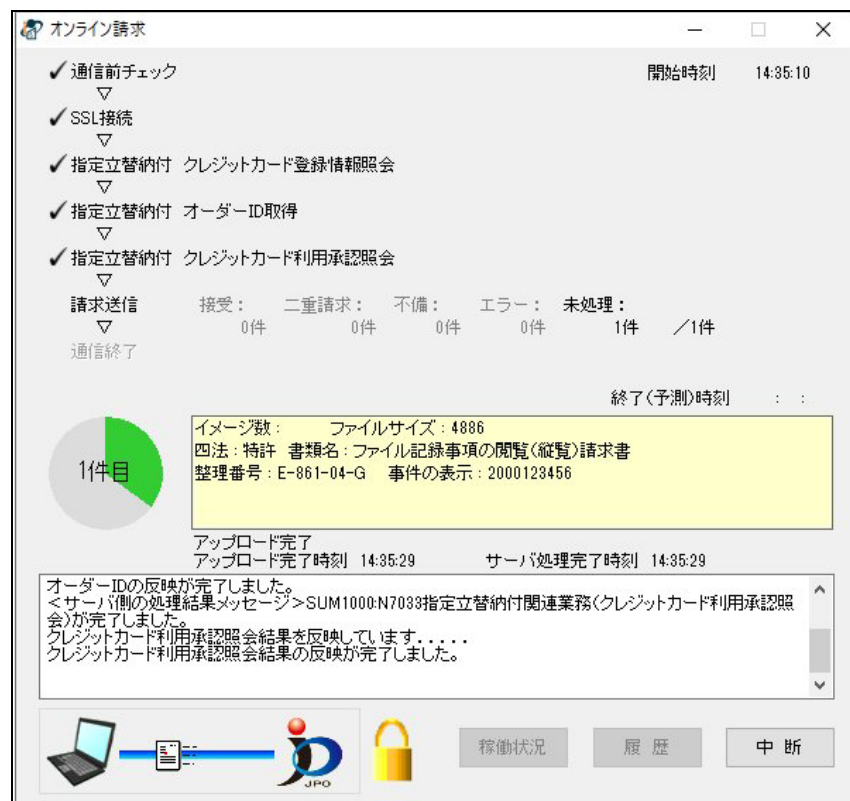 オンライン請求
通信前チェック 開始時刻 14:35:10
SSL接続
指定立替納付 クレジットカード登録情報照会
指定立替納付 オーダーID取得
指定立替納付 クレジットカード利用承認照会
請求送信 接受: 二重請求: 不備: エラー: 未処理:
0件 0件 0件 0件 1件 /1件
通信終了
終了(予測)時刻 : :
イメージ数: ファイルサイズ:4886
四法:特許 書類名:ファイル記録事項の閲覧(縦覧)請求書
1件目 整理番号:E-861-04-G 事件の表示:2000123456
アップロード完了
アップロード完了時刻 14:35:29 サーバ処理完了時刻 14:35:29
オーダーIDの反映が完了しました。
<サーバ側の処理結果メッセージ>SUM1000:N7033指定立替納付関連業務(クレジットカード利用承認照
会)が完了しました。
クレジットカード利用承認照会結果を反映しています.....
クレジットカード利用承認照会結果の反映が完了しました。
JPO 稼働状況 履 歴 中 断